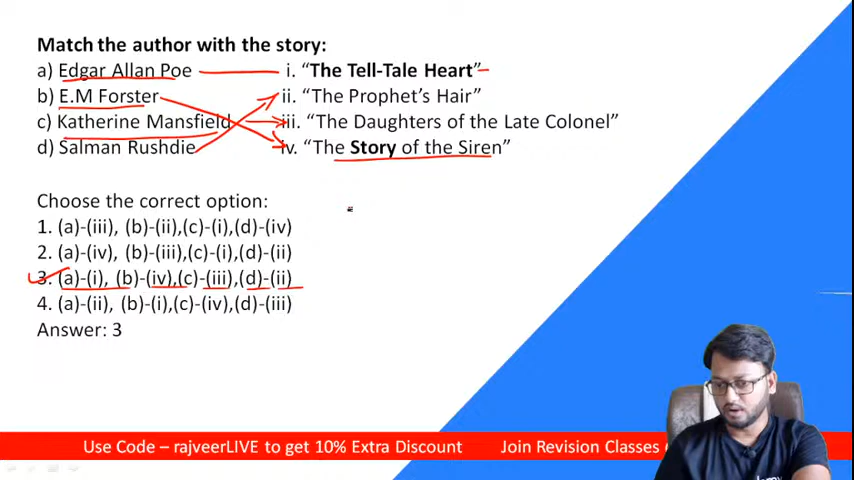 Match the author with the story:
a) Edgar Allan Poe i. “The Tell-Tale Heart”
b) E.M Forster ii. “The Prophet’s Hair”
c) Katherine Mansfield iii. “The Daughters of the Late Colonel”
d) Salman Rushdie iv. “The Story of the Siren”
Choose the correct option:
1. (a)-(iii), (b)-(ii),(c)-(i),(d)-(iv)
2. (a)-(iv), (b)-(iii),(c)-(i),(d)-(ii)
3. (a)-(i), (b)-(iv),(c)-(iii),(d)-(ii)
4. (a)-(ii), (b)-(i),(c)-(iv),(d)-(iii)
Answer: 3
Use Code – rajveerLIVE to get 10% Extra Discount Join Revision Classes